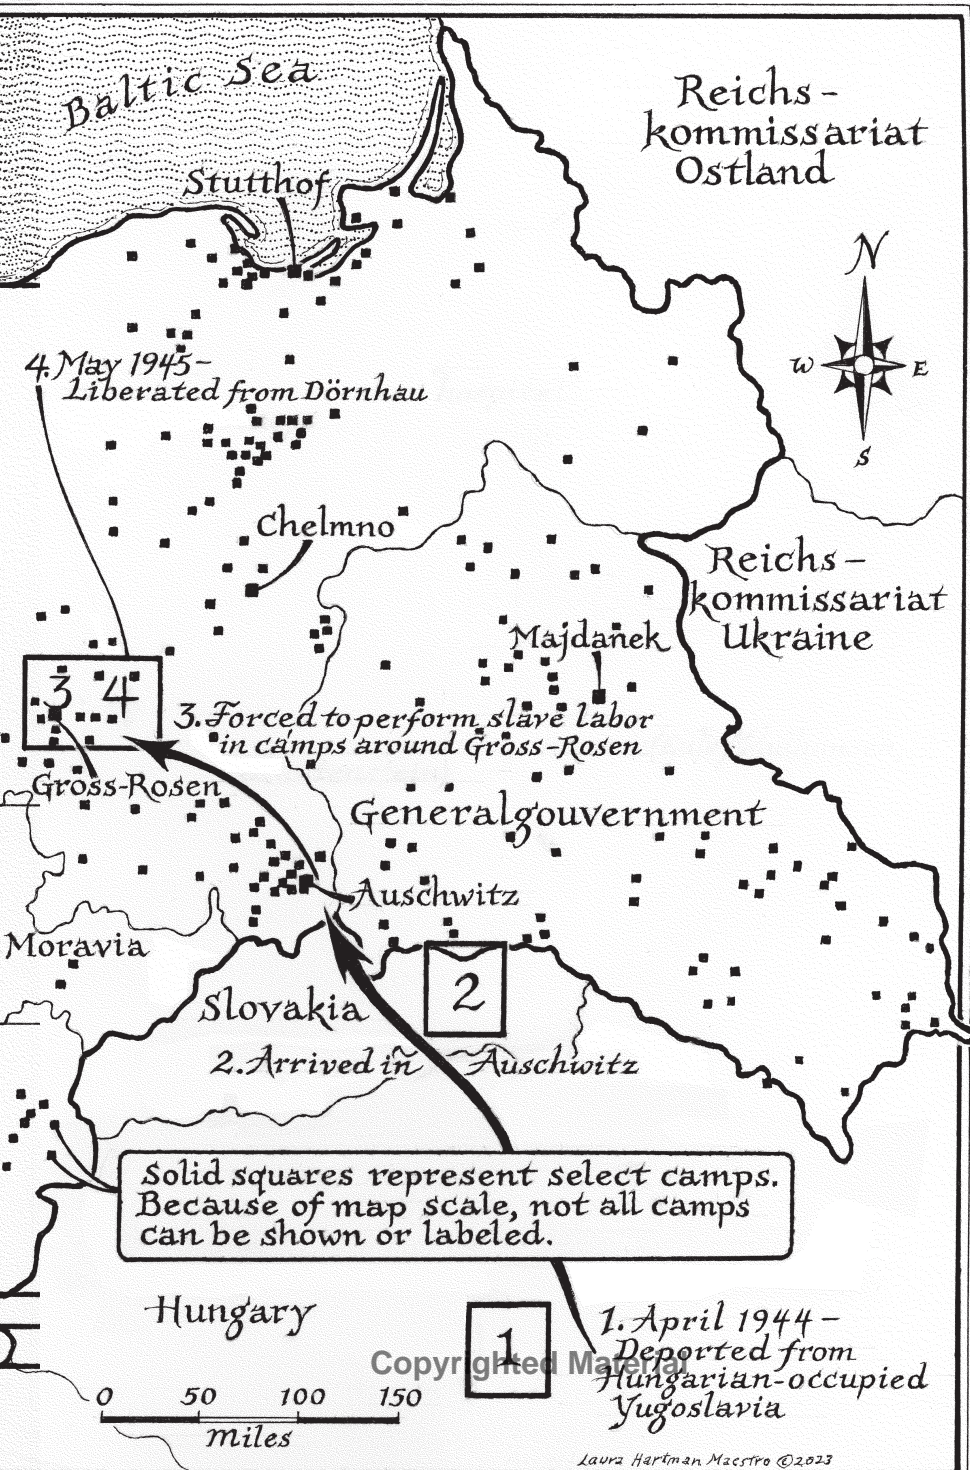 Baltic Sea
Reichs-
kommissariat
Ostland
Stutthof
N
W
E
S
4. May 1945–
Liberated from Dörnhau
Chelmno
Reichs–
kommissariat
Ukraine
Majdanek
3 4
3. Forced to perform slave labor
in camps around Gross-Rosen
Gross-Rosen
Generalgouvernment
Auschwitz
Moravia
2
Slovakia
2. Arrived in Auschwitz
Solid squares represent select camps.
Because of map scale, not all camps
can be shown or labeled.
Hungary
1
1. April 1944–
Deported from
Hungarian-occupied
Yugoslavia
Copyrighted Material
0 50 100 150
miles
Laura Hartman Maestro ©2023